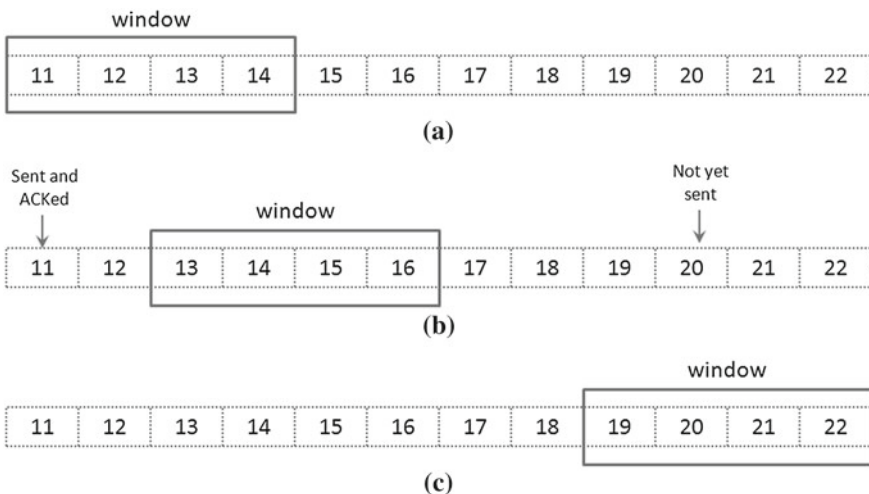 window
11 12 13 14 15 16 17 18 19 20 21 22
(a)
Sent and
ACKed
Not yet
sent
window
11 12 13 14 15 16 17 18 19 20 21 22
(b)
window
11 12 13 14 15 16 17 18 19 20 21 22
(c)